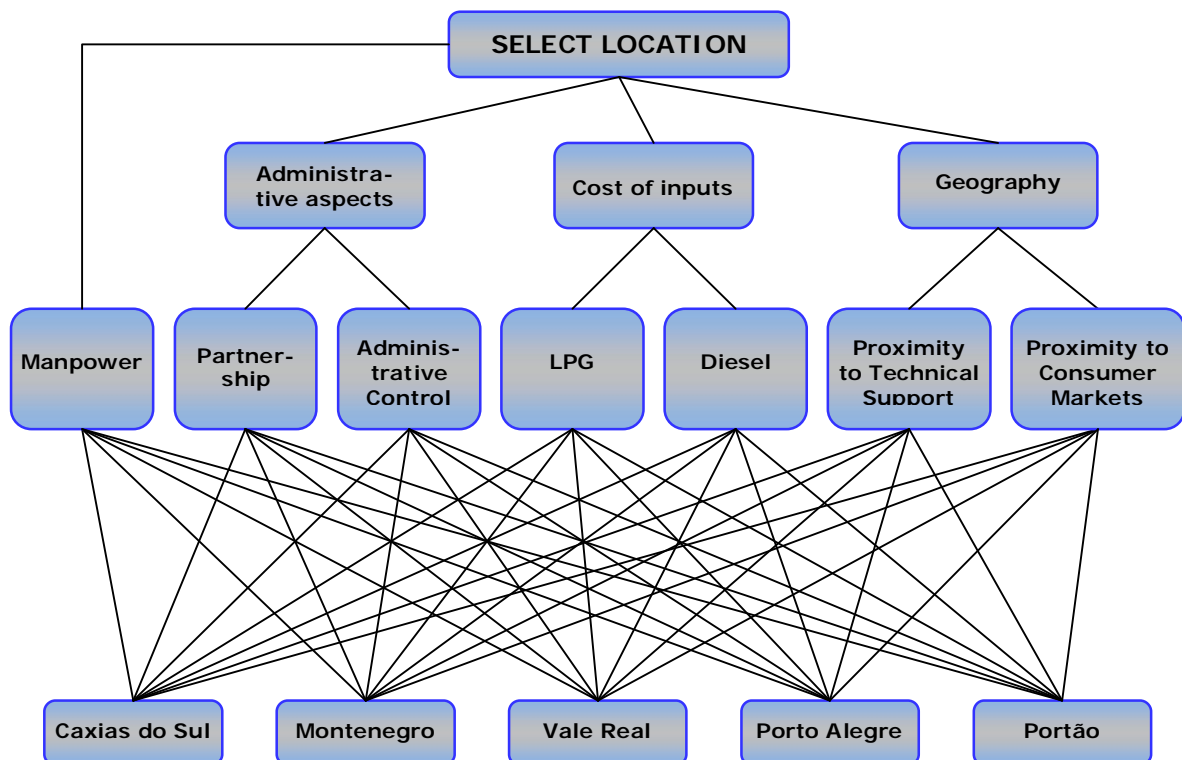 SELECT LOCATION
Administra-
tive aspects
Cost of inputs
Geography
Manpower
Partner-
ship
Adminis-
trative
Control
LPG
Diesel
Proximity
to Technical
Support
Proximity to
Consumer
Markets
Caxias do Sul
Montenegro
Vale Real
Porto Alegre
Portão